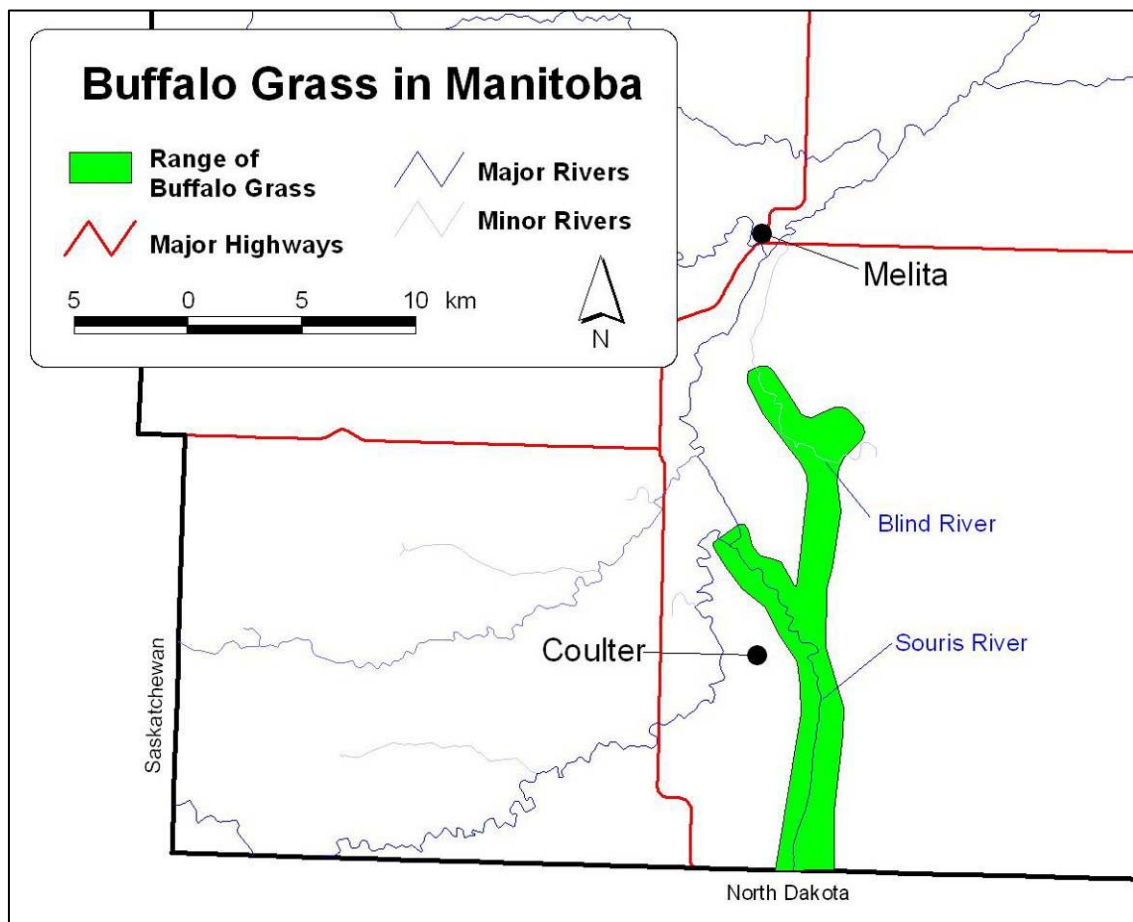 Buffalo Grass in Manitoba
Range of
Buffalo Grass
Major Highways
Major Rivers
Minor Rivers
5 0 5 10 km
N
Melita
Blind River
Coulter
Souris River
Saskatchewan
North Dakota